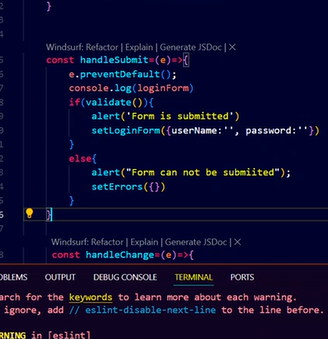 }
Windsurf: Refactor | Explain | Generate JSDoc | X
const handleSubmit=(e)=>{
e.preventDefault();
console.log(loginForm)
if(validate()){
alert('Form is submitted')
setLoginForm({userName:'', password:''})
}
else{
alert("Form can not be submiited");
setErrors({})
}
}
Windsurf: Refactor | Explain | Generate JSDoc | X
const handleChange=(e)=>{
OBLEMS OUTPUT DEBUG CONSOLE TERMINAL PORTS
arch for the keywords to learn more about each warning.
ignore, add // eslint-disable-next-line to the line before.
RNING in [eslint]